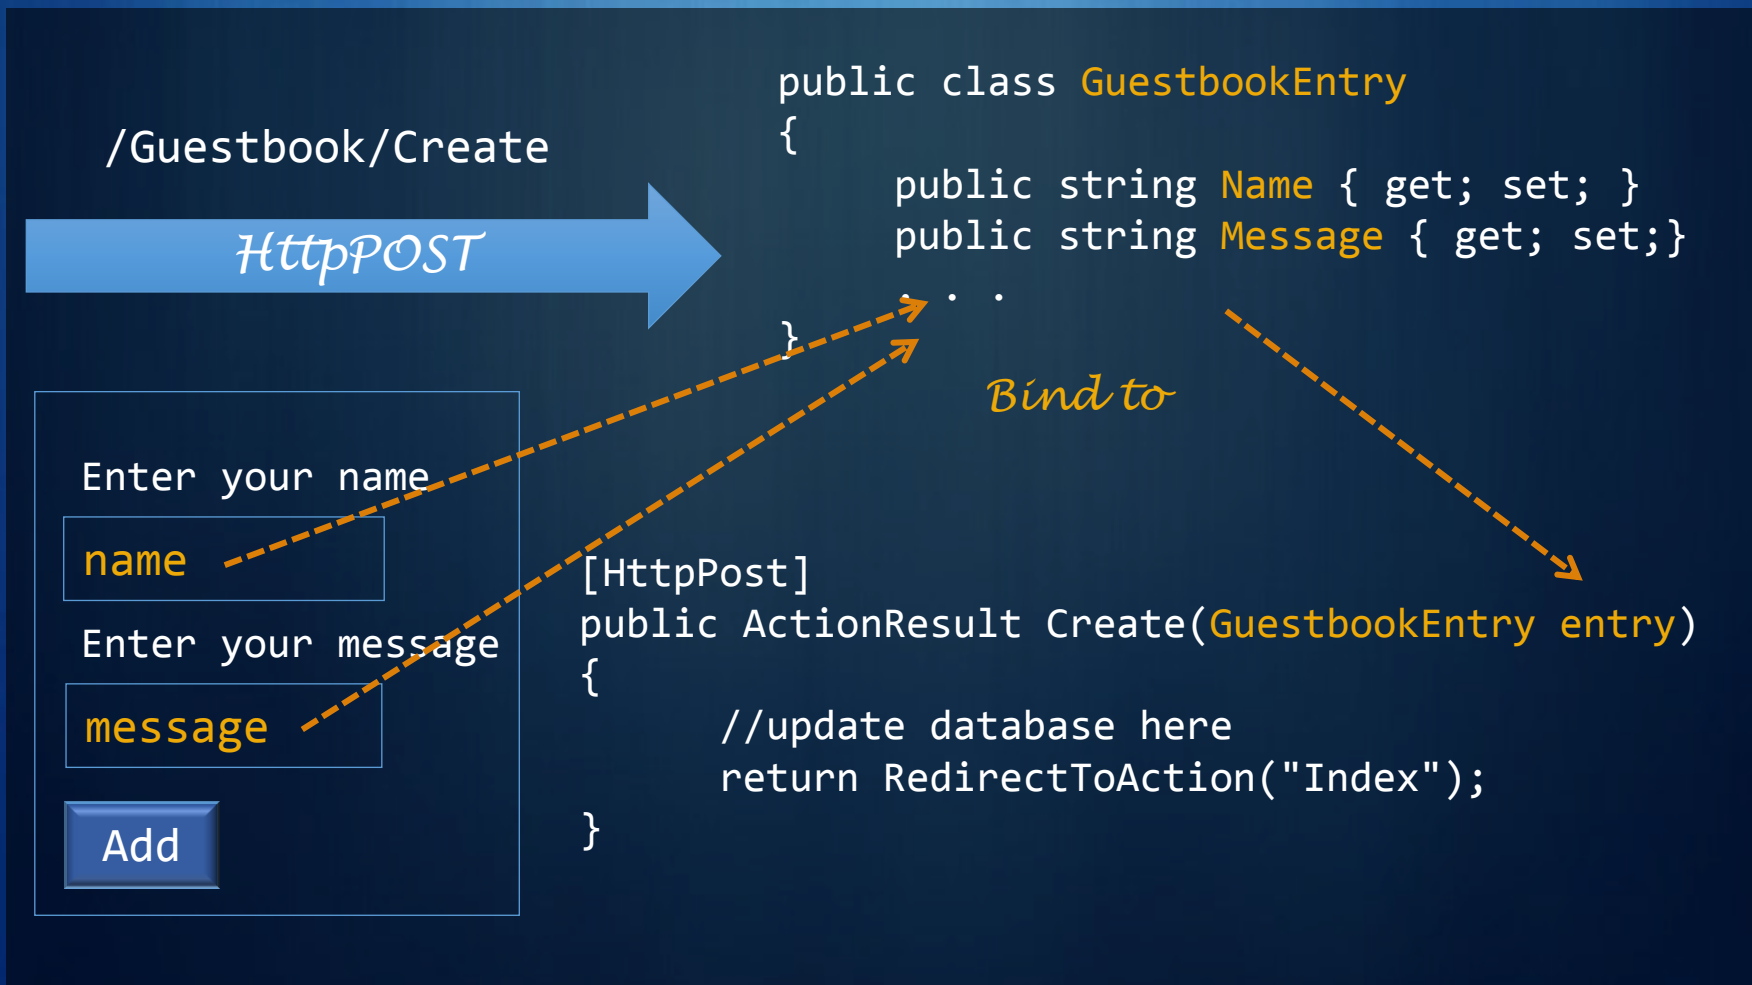 /Guestbook/Create
HttpPOST
public class GuestbookEntry
{
public string Name { get; set; }
public string Message { get; set;}
. . .
}
Bind to
Enter your name
name
Enter your message
message
Add
[HttpPost]
public ActionResult Create(GuestbookEntry entry)
{
//update database here
return RedirectToAction("Index");
}